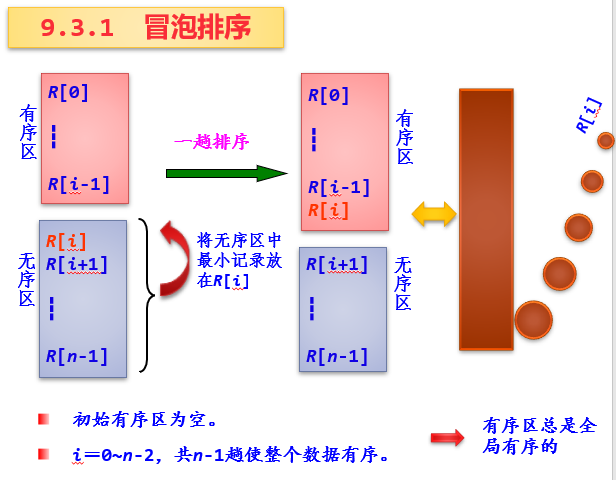 9.3.1 冒泡排序
有序区
R[0]
┇
R[i-1]
无序区
R[i]
R[i+1]
┇
R[n-1]
将无序区中
最小记录放
在R[i]
一趟排序
R[0]
┇
R[i-1]
R[i]
有序区
R[i+1]
┇
R[n-1]
无序区
R[i]
初始有序区为空。
i＝0~n-2，共n-1趟使整个数据有序。
有序区总是全
局有序的